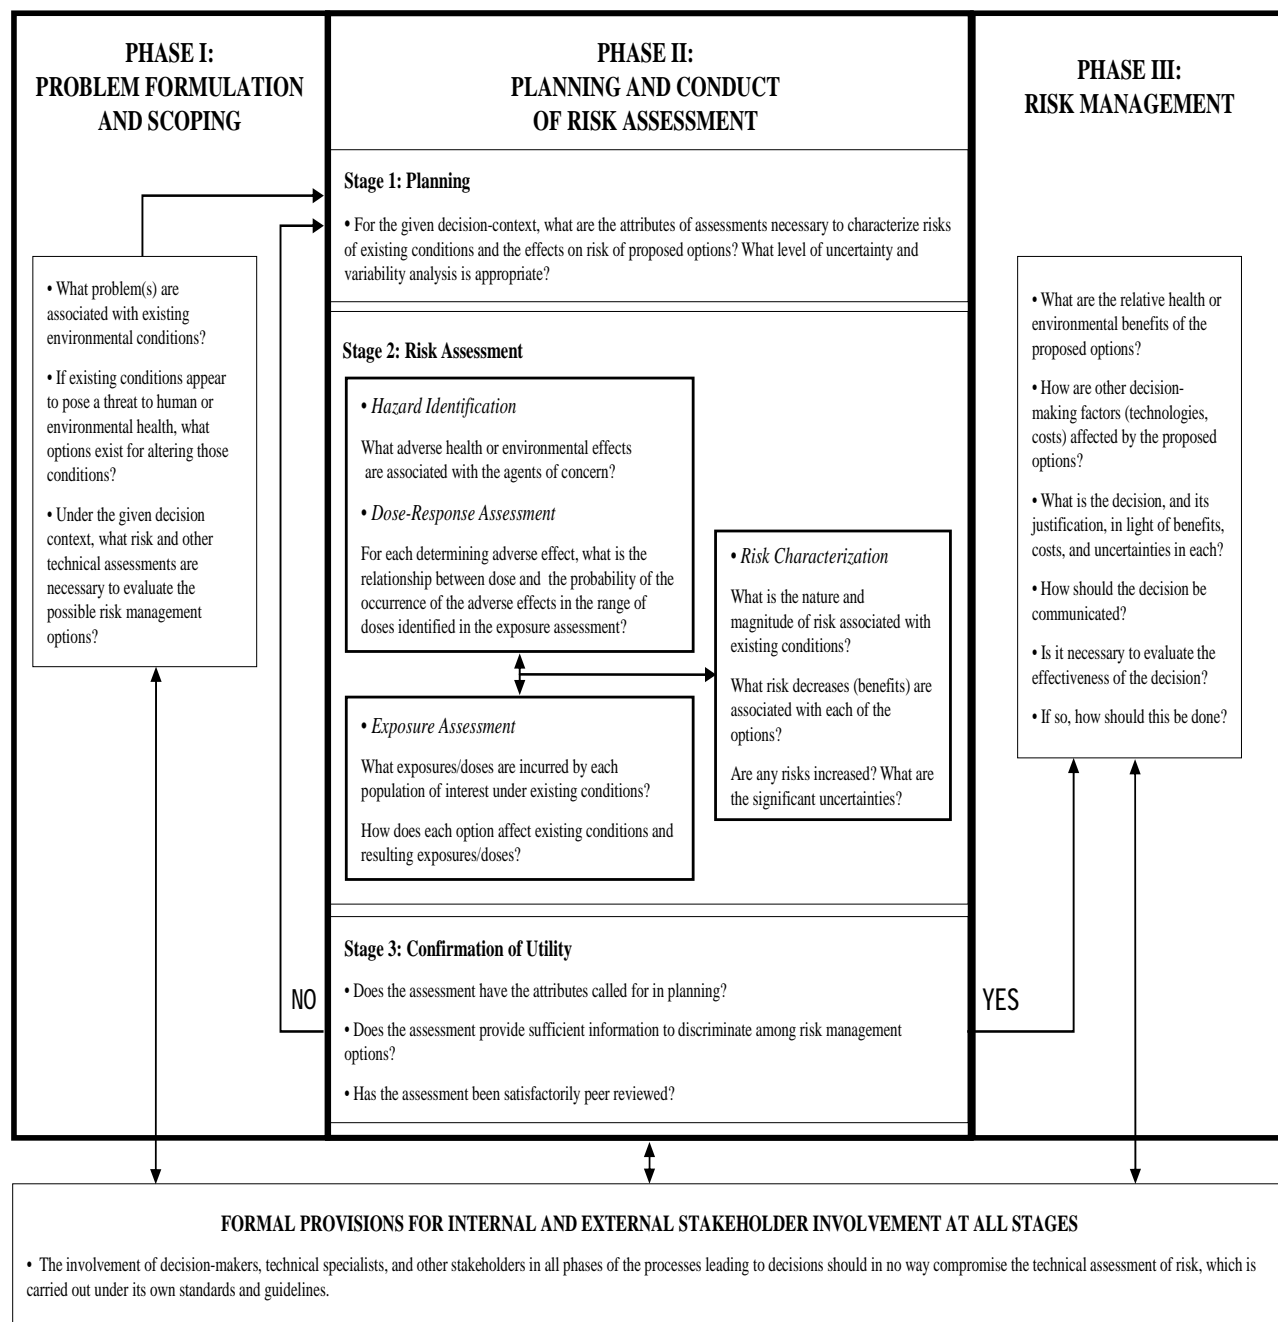 PHASE I:
PROBLEM FORMULATION
AND SCOPING
• What problem(s) are
associated with existing
environmental conditions?
• If existing conditions appear
to pose a threat to human or
environmental health, what
options exist for altering those
conditions?
• Under the given decision
context, what risk and other
technical assessments are
necessary to evaluate the
possible risk management
options?
PHASE II:
PLANNING AND CONDUCT
OF RISK ASSESSMENT
Stage 1: Planning
• For the given decision-context, what are the attributes of assessments necessary to characterize risks
of existing conditions and the effects on risk of proposed options? What level of uncertainty and
variability analysis is appropriate?
Stage 2: Risk Assessment
• Hazard Identification
What adverse health or environmental effects
are associated with the agents of concern?
• Dose-Response Assessment
For each determining adverse effect, what is the
relationship between dose and the probability of the
occurrence of the adverse effects in the range of
doses identified in the exposure assessment?
• Exposure Assessment
What exposures/doses are incurred by each
population of interest under existing conditions?
How does each option affect existing conditions and
resulting exposures/doses?
• Risk Characterization
What is the nature and
magnitude of risk associated with
existing conditions?
What risk decreases (benefits) are
associated with each of the
options?
Are any risks increased? What are
the significant uncertainties?
Stage 3: Confirmation of Utility
• Does the assessment have the attributes called for in planning?
• Does the assessment provide sufficient information to discriminate among risk management
options?
• Has the assessment been satisfactorily peer reviewed?
NO
YES
PHASE III:
RISK MANAGEMENT
• What are the relative health or
environmental benefits of the
proposed options?
• How are other decision-
making factors (technologies,
costs) affected by the proposed
options?
• What is the decision, and its
justification, in light of benefits,
costs, and uncertainties in each?
• How should the decision be
communicated?
• Is it necessary to evaluate the
effectiveness of the decision?
• If so, how should this be done?
FORMAL PROVISIONS FOR INTERNAL AND EXTERNAL STAKEHOLDER INVOLVEMENT AT ALL STAGES
• The involvement of decision-makers, technical specialists, and other stakeholders in all phases of the processes leading to decisions should in no way compromise the technical assessment of risk, which is
carried out under its own standards and guidelines.